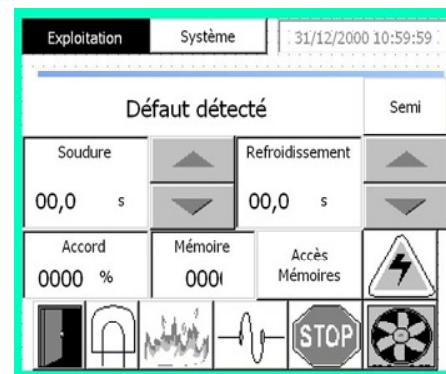 Exploitation Système 31/12/2000 10:59:59
Défaut détecté Semi
Soudure Refroidissement
00,0 s 00,0 s
Accord Mémoire Accès
0000 % 000 Mémoires
STOP